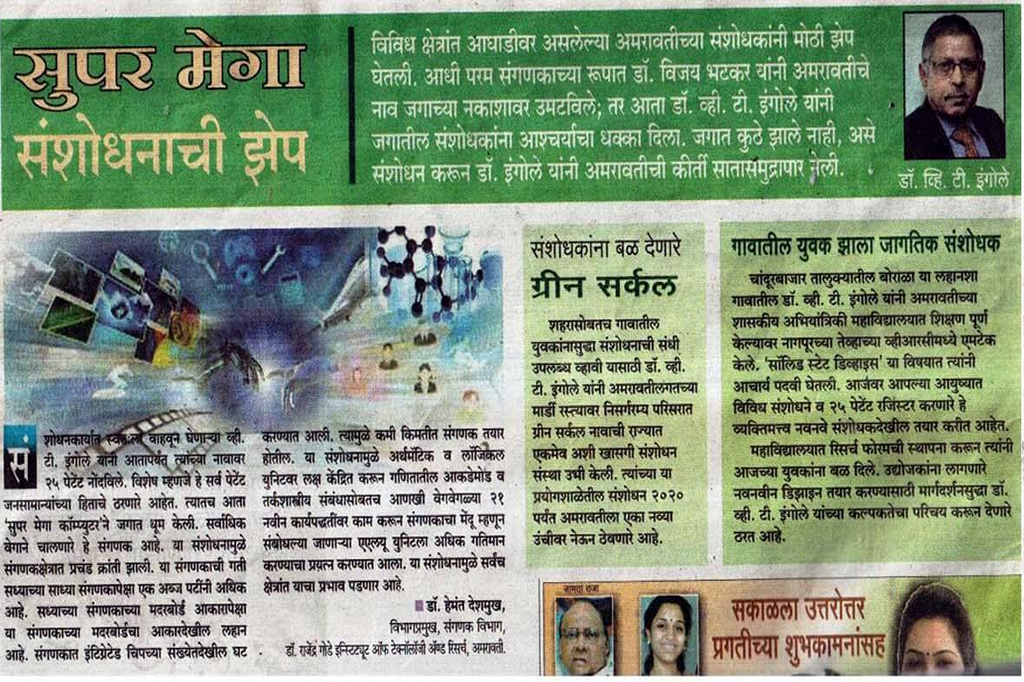 सुपर मेगा
संशोधनाची झेप
विविध क्षेत्रांत आघाडीवर असलेल्या अमरावतीच्या संशोधकांनी मोठी झेप
घेतली. आधी परम संगणकाच्या रूपात डॉ. विजय भटकर यांनी अमरावतीचे
नाव जगाच्या नकाशावर उमटविले; तर आता डॉ. व्ही. टी. इंगोले यांनी
जगातील संशोधकांना आश्चर्याचा धक्का दिला. जगात कुठे झाले नाही, असे
संशोधन करून डॉ. इंगोले यांनी अमरावतीची कीर्ती सातासमुद्रापार नेली.
डॉ. व्हि. टी. इंगोले
संशोधनकार्यात स्वतःला वाहवून घेणाऱ्या व्ही.
टी. इंगोले यांनी आतापर्यंत त्यांच्या नावावर
२५ पेटेंट नोंदविले. विशेष म्हणजे हे सर्व पेटेंट
जनसामान्यांच्या हिताचे ठरणारे आहेत. त्यातच आता
'सुपर मेगा कॉम्प्युटर'ने जगात धूम केली. सर्वाधिक
वेगाने चालणारे हे संगणक आहे. या संशोधनामुळे
संगणकक्षेत्रात प्रचंड क्रांती झाली. या संगणकाची गती
सध्याच्या साध्या संगणकापेक्षा एक अब्ज पटींनी अधिक
आहे. सध्याच्या संगणकाच्या मदरबोर्ड आकारापेक्षा
या संगणकाच्या मदरबोर्डचा आकारदेखील लहान
आहे. संगणकात इंटिग्रेटेड चिपच्या संख्येतदेखील घट
करण्यात आली. त्यामुळे कमी किमतीत संगणक तयार
होतील. या संशोधनामुळे अर्थमॅटिक व लॉजिकल
युनिटवर लक्ष केंद्रित करून गणितातील आकडेमोड व
तर्कशास्त्रीय संबंधासोबतच आणखी वेगवेगळ्या २१
नवीन कार्यपद्धतींवर काम करून संगणकाचा मेंदू म्हणून
संबोधल्या जाणाऱ्या एएलयू युनिटला अधिक गतिमान
करण्याचा प्रयत्न करण्यात आला. या संशोधनामुळे सर्वच
क्षेत्रांत याचा प्रभाव पडणार आहे.
डॉ. हेमंत देशमुख,
विभागप्रमुख, संगणक विभाग,
डॉ. राजेंद्र गोडे इन्स्टिट्यूट ऑफ टेक्नॉलॉजी अँण्ड रिसर्च, अमरावती.
संशोधकांना बळ देणारे
ग्रीन सर्कल
शहरासोबतच गावातील
युवकांनासुद्धा संशोधनाची संधी
उपलब्ध व्हावी यासाठी डॉ. व्ही.
टी. इंगोले यांनी अमरावतीलगतच्या
मार्डी रस्त्यावर निसर्गरम्य परिसरात
ग्रीन सर्कल नावाची राज्यात
एकमेव अशी खासगी संशोधन
संस्था उभी केली. त्यांच्या या
प्रयोगशाळेतील संशोधन २०२०
पर्यंत अमरावतीला एका नव्या
उंचीवर नेऊन ठेवणारे आहे.
गावातील युवक झाला जागतिक संशोधक
चांदूरबाजार तालुक्यातील बोराळा या लहानशा
गावातील डॉ. व्ही. टी. इंगोले यांनी अमरावतीच्या
शासकीय अभियांत्रिकी महाविद्यालयात शिक्षण पूर्ण
केल्यावर नागपूरच्या तेव्हाच्या व्हीआरसीमध्ये एमटेक
केले. 'सॉलिड स्टेट डिव्हाइस' या विषयात त्यांनी
आचार्य पदवी घेतली. आजवर आपल्या आयुष्यात
विविध संशोधने व २५ पेटेंट रजिस्टर करणारे हे
व्यक्तिमत्त्व नवनवे संशोधकदेखील तयार करीत आहेत.
महाविद्यालयात रिसर्च फोरमची स्थापना करून त्यांनी
आजच्या युवकांना बळ दिले. उद्योजकांना लागणारे
नवनवीन डिझाइन तयार करण्यासाठी मार्गदर्शनसुद्धा डॉ.
व्ही. टी. इंगोले यांच्या कल्पकतेचा परिचय करून देणारे
ठरत आहे.
जाणता राजा
सकाळला उत्तरोत्तर
प्रगतीच्या शुभकामनांसह